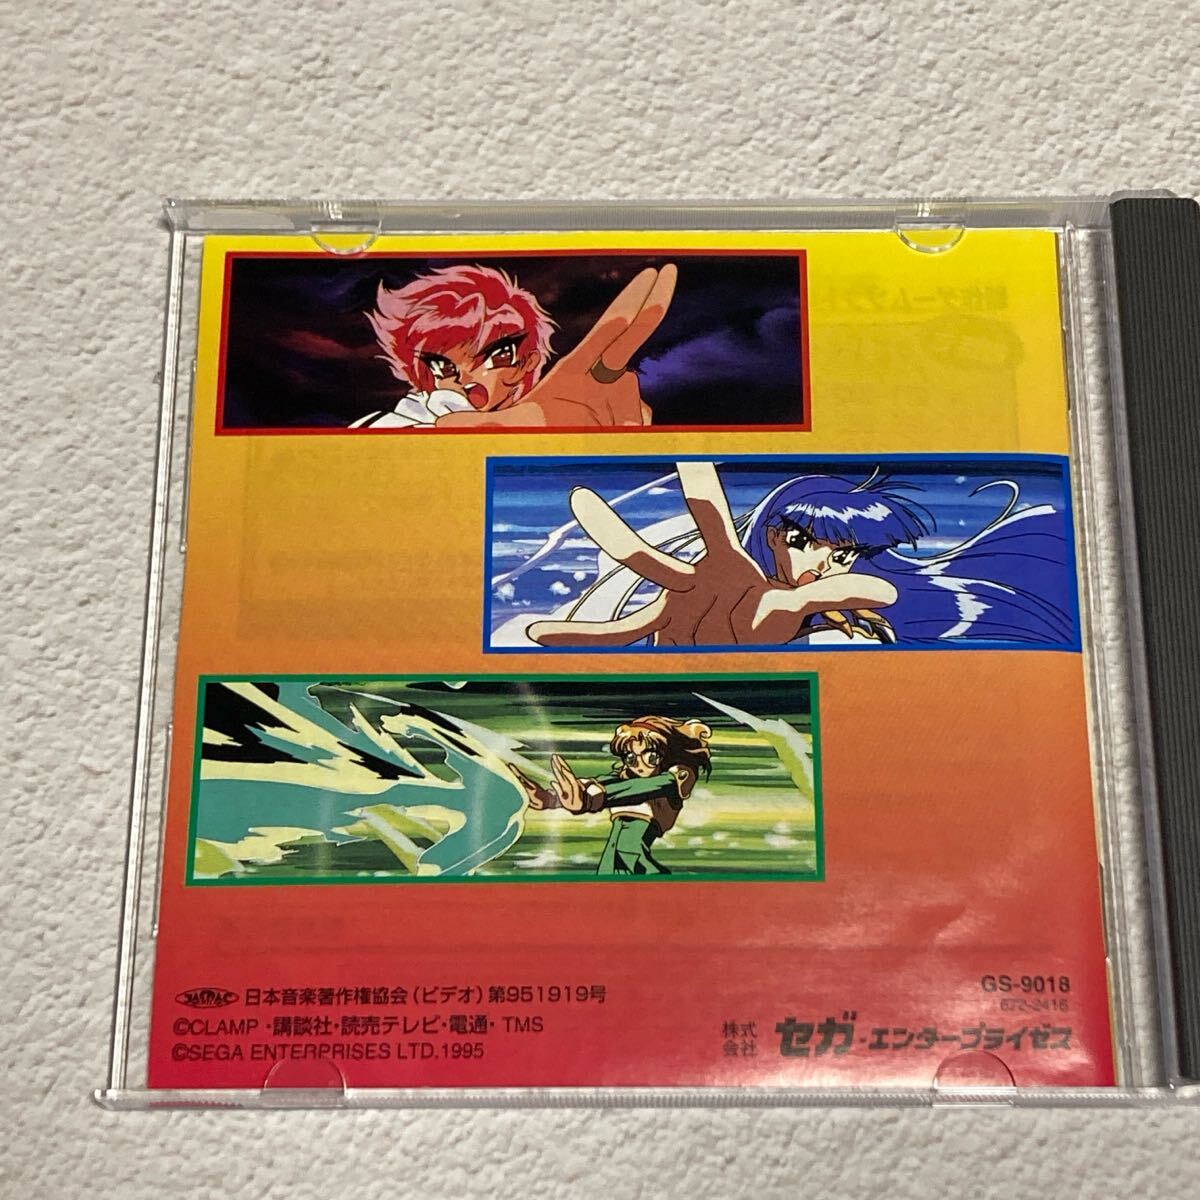 JASRAC 日本音楽著作権協会(ビデオ)第951919号
©CLAMP・講談社・読売テレビ・電通・TMS
©SEGA ENTERPRISES LTD.1995
GS-9018
672-2416
株式会社 セガ・エンタープライゼス